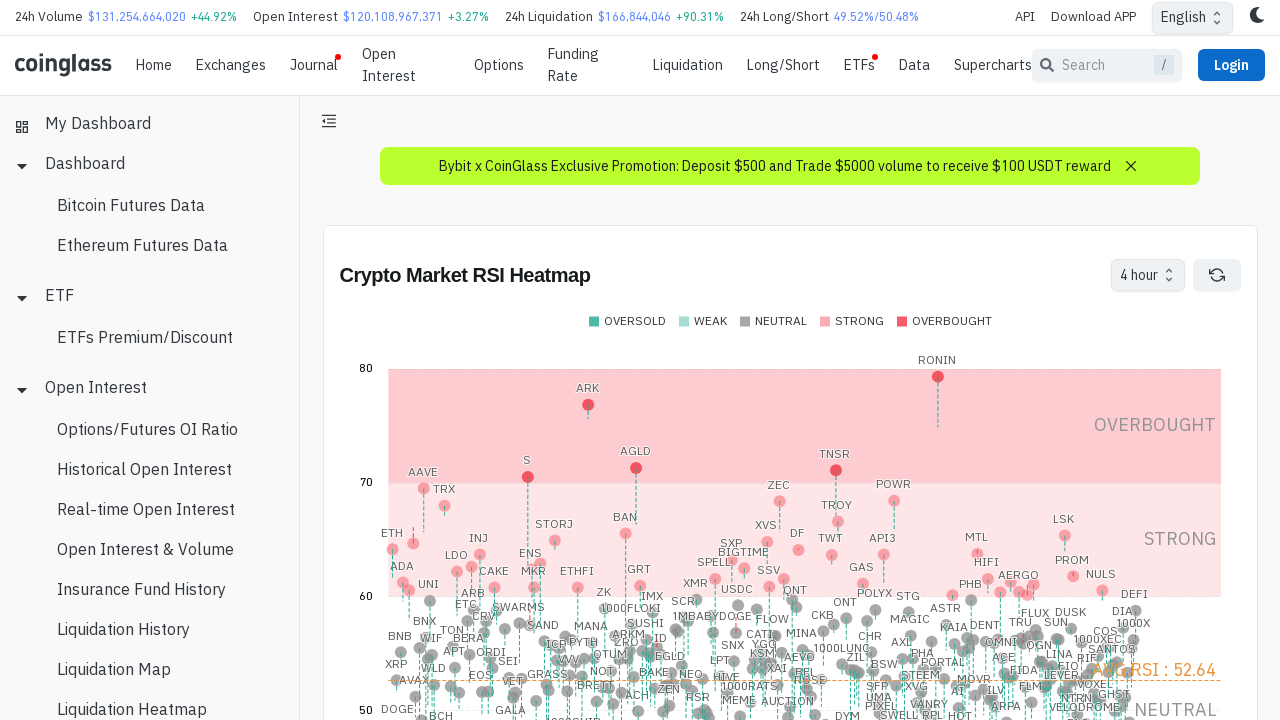 24h Volume $131,254,664,020 +44.92% Open Interest $120,108,967,371 +3.27% 24h Liquidation $166,844,046 +90.31% 24h Long/Short 49.52%/50.48% API Download APP English
coinglass Home Exchanges Journal Open Interest Options Funding Rate Liquidation Long/Short ETFs Data Supercharts Search / Login
My Dashboard
Dashboard
Bitcoin Futures Data
Ethereum Futures Data
ETF
ETFs Premium/Discount
Open Interest
Options/Futures OI Ratio
Historical Open Interest
Real-time Open Interest
Open Interest & Volume
Insurance Fund History
Liquidation History
Liquidation Map
Liquidation Heatmap
Bybit x CoinGlass Exclusive Promotion: Deposit $500 and Trade $5000 volume to receive $100 USDT reward
Crypto Market RSI Heatmap 4 hour
OVERSOLD WEAK NEUTRAL STRONG OVERBOUGHT
RONIN
80
ARK
OVERBOUGHT
AGLD TNSR
S
AAVE
70 TRX ZEC POWR
TROY
BAN LSK
STORJ XVS
ETH INJ DF TWT API3 MTL STRONG
LDO ENS SXP BIGTIME
ADA CAKE MKR ETHFI GRT SPELL SSV GAS HIFI PROM
UNI XMR USDC PHB AERGO NULS
60 ARB ZK IMX QNT POLYX STG DEFI
ETC SWARMS 1000FLOKI SCR ONT ASTR
BNX CRV SAND MANA SUSHI 1MBABYDOGE FLOW CKB MAGIC KAIA DENT TRU FLUX DUSK DIA 1000X
BNB WIF TON BERA ARKM ID CATI MINA CHR AXL OMNI SUN COS 1000XEC
XRP WLD APT ORDI SEI PYTH QTUM SNX YGG KSM AEVO 1000LUNC ZIL PHA PORTAL ACE LINA RIF SANTOS
AVAX EOS VET GRASS NOT BAKE NEO LPT HIVE BSW STEEM MOVR FIDA FIO LEVER AVG RSI : 52.64
DOGE BCH GALA BRETT ACH ZEN RSR 1000RATS MEME AUCTION ROSE SFP XVG UMA PIXEL VANRY ILV ARPA FLM VOXEL GHST VELODROME
DYM SWELL RPL HOT NEUTRAL
50